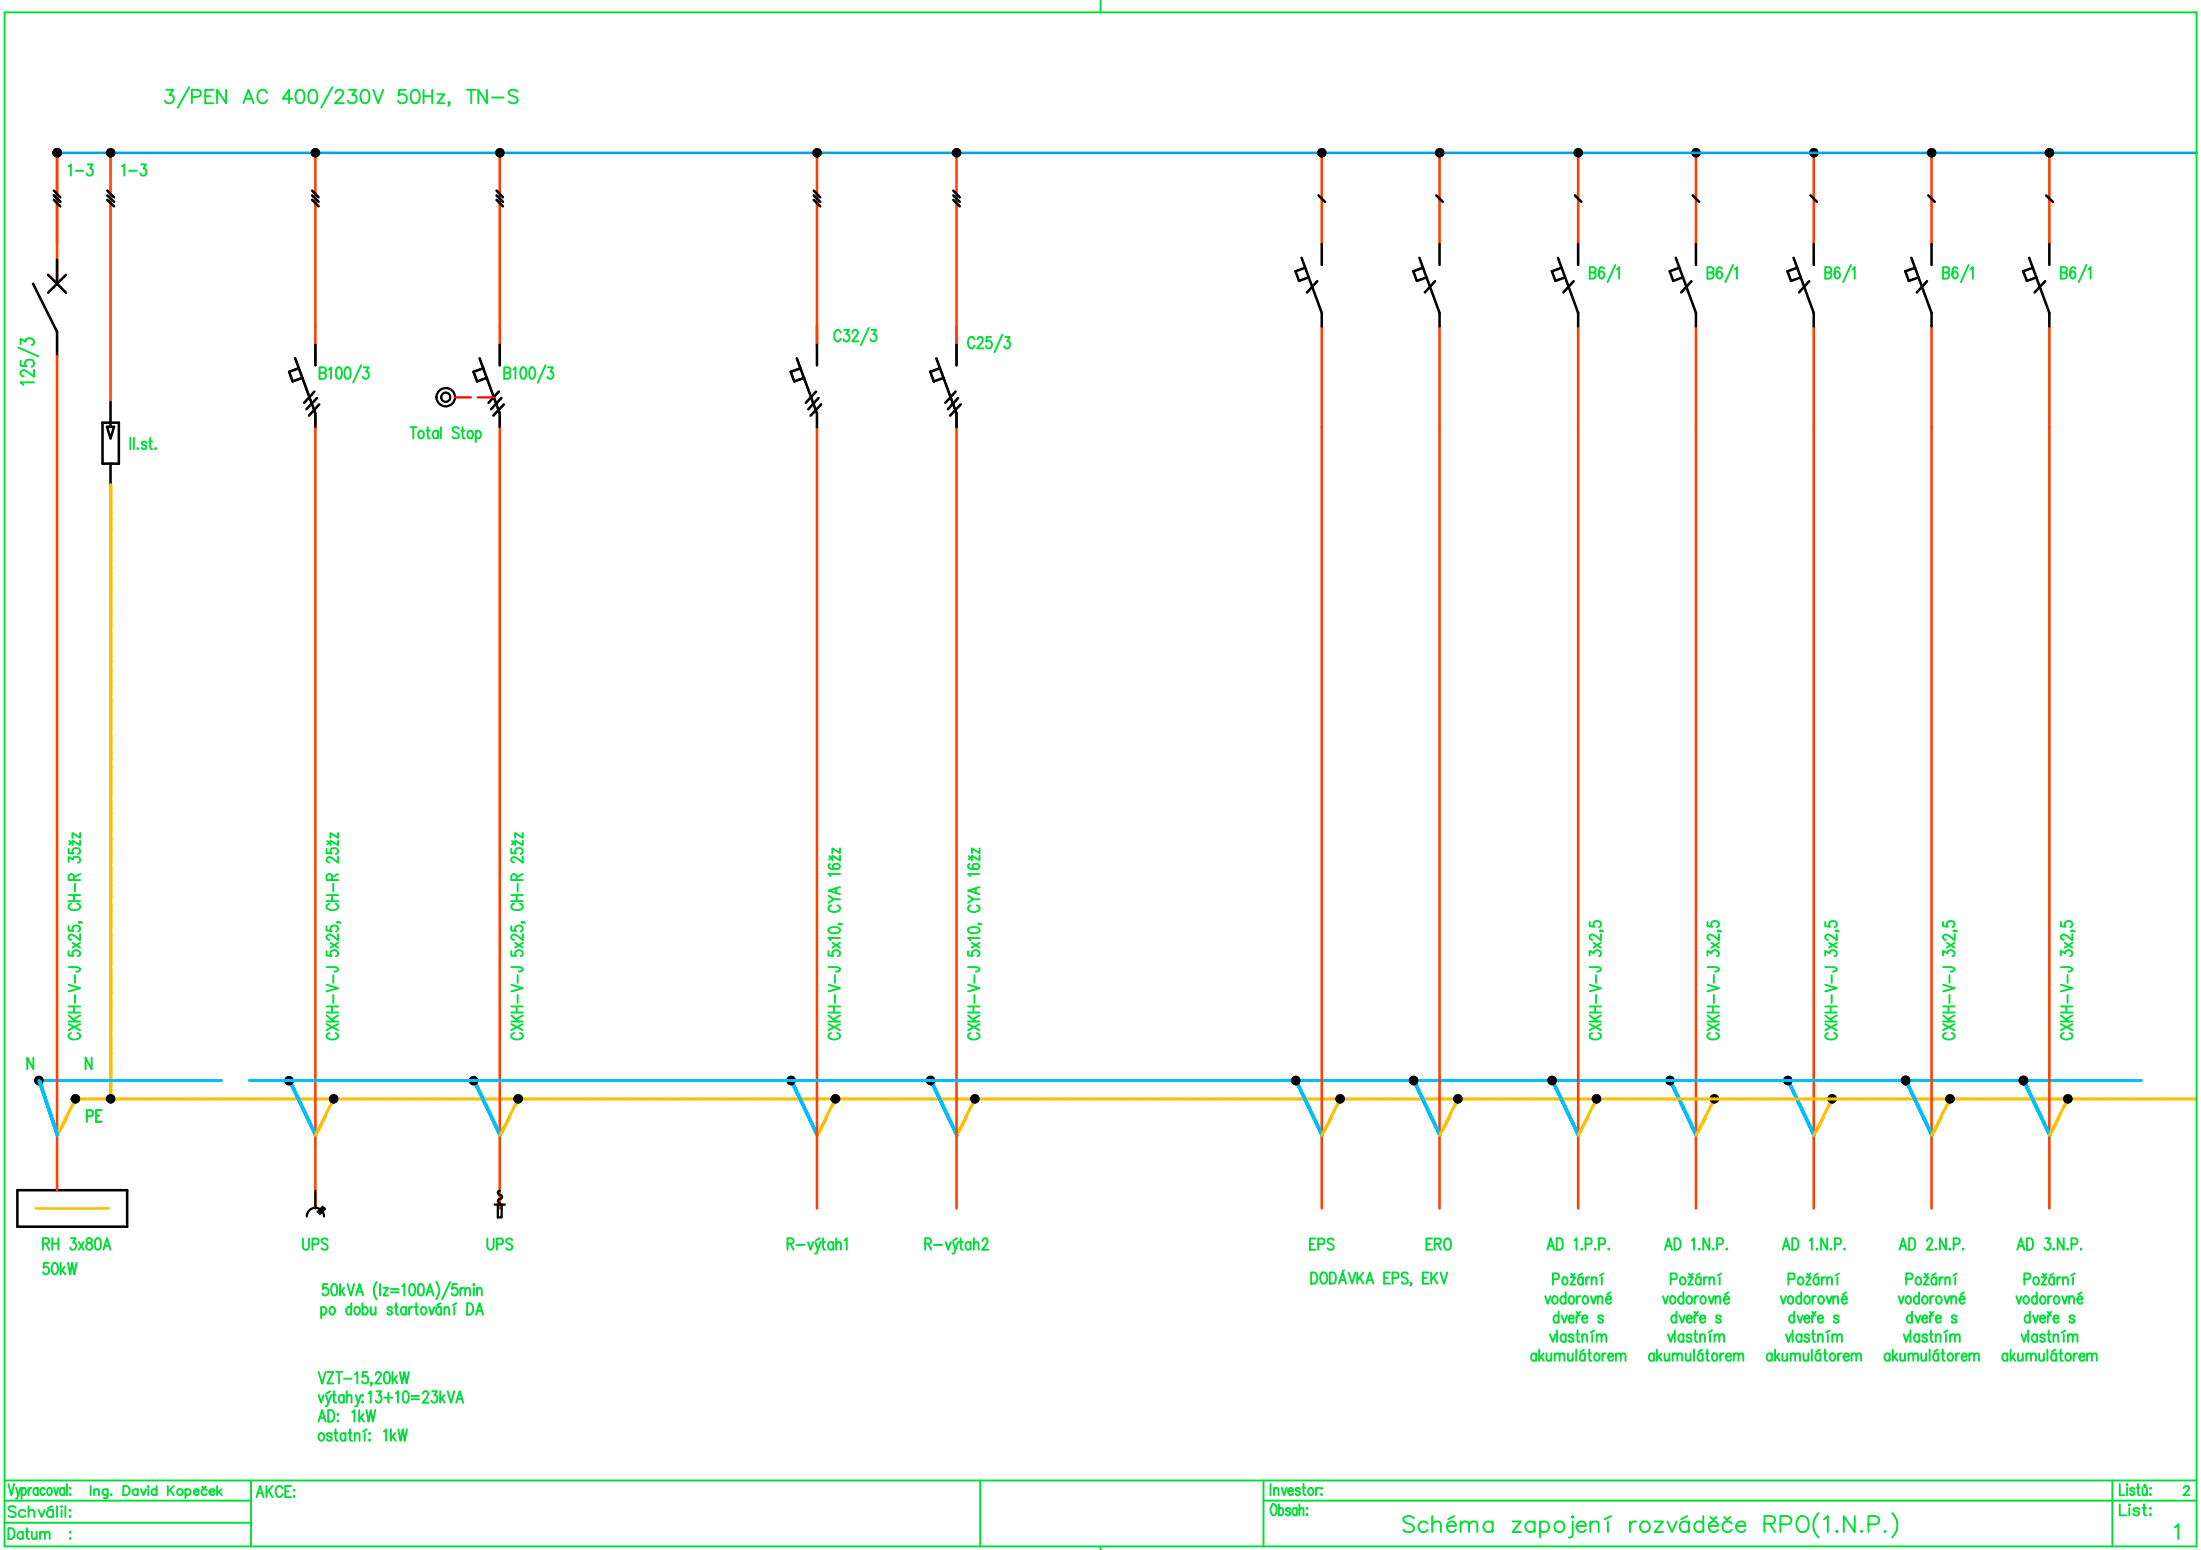 3/PEN AC 400/230V 50Hz, TN-S
1-3
1-3
B6/1
B6/1
B6/1
B6/1
B6/1
125/3
C32/3
C25/3
B100/3
B100/3
Total Stop
II.st.
CXKH-V-J 5x25, CH-R 35žz
CXKH-V-J 5x25, CH-R 25žz
CXKH-V-J 5x25, CH-R 25žz
CXKH-V-J 5x10, CYA 16žz
CXKH-V-J 5x10, CYA 16žz
CXKH-V-J 3x2,5
CXKH-V-J 3x2,5
CXKH-V-J 3x2,5
CXKH-V-J 3x2,5
CXKH-V-J 3x2,5
N
N
PE
RH 3x80A
50kW
UPS
UPS
R-výtah1
R-výtah2
EPS
ERO
DODÁVKA EPS, EKV
AD 1.P.P.
Požární
vodorovné
dveře s
vlastním
akumulátorem
AD 1.N.P.
Požární
vodorovné
dveře s
vlastním
akumulátorem
AD 1.N.P.
Požární
vodorovné
dveře s
vlastním
akumulátorem
AD 2.N.P.
Požární
vodorovné
dveře s
vlastním
akumulátorem
AD 3.N.P.
Požární
vodorovné
dveře s
vlastním
akumulátorem
50kVA (Iz=100A)/5min
po dobu startování DA
VZT-15,20kW
výtahy:13+10=23kVA
AD: 1kW
ostatní: 1kW
Vypracoval: Ing. David Kopeček
Schválil:
Datum :
AKCE:
Investor:
Obsah:
Schéma zapojení rozváděče RPO(1.N.P.)
Listů: 2
List:
1